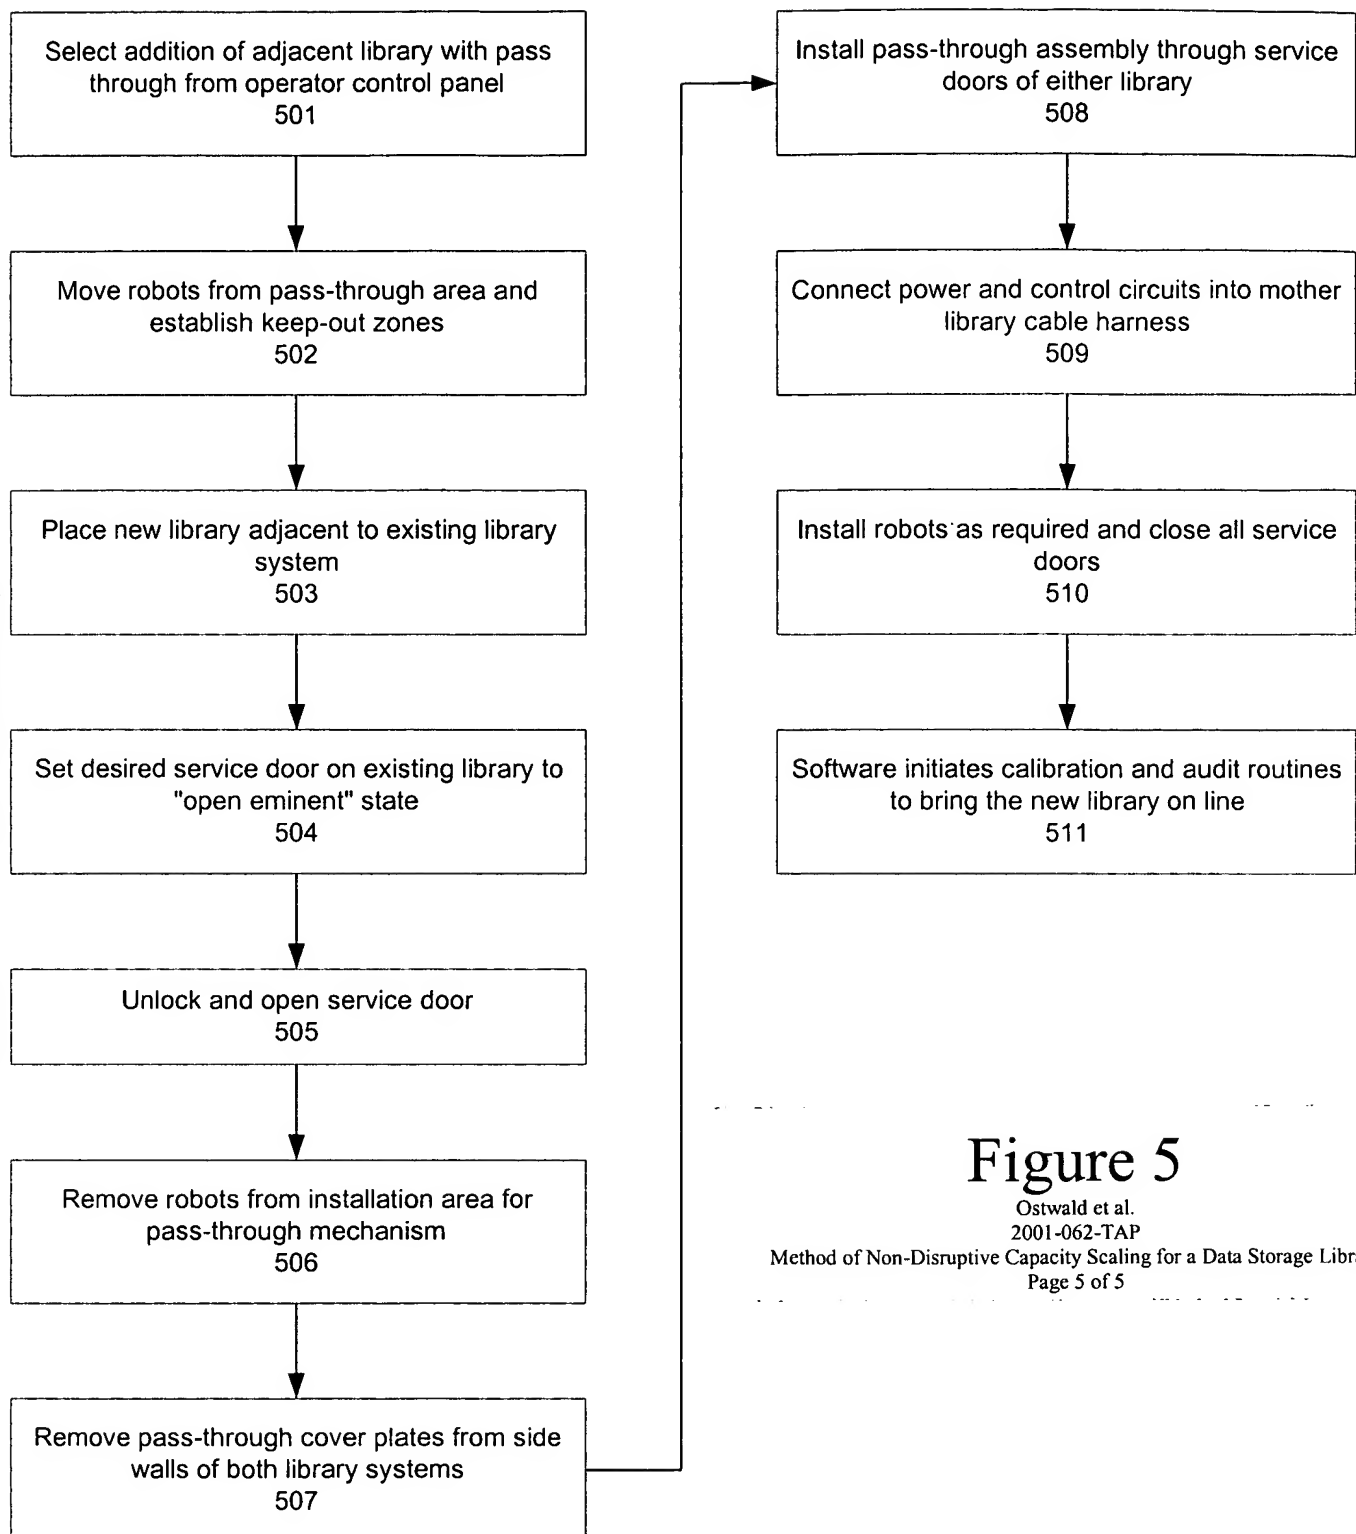 Select addition of adjacent library with pass
through from operator control panel
501
Move robots from pass-through area and
establish keep-out zones
502
Place new library adjacent to existing library
system
503
Set desired service door on existing library to
"open eminent" state
504
Unlock and open service door
505
Remove robots from installation area for
pass-through mechanism
506
Remove pass-through cover plates from side
walls of both library systems
507
Install pass-through assembly through service
doors of either library
508
Connect power and control circuits into mother
library cable harness
509
Install robots as required and close all service
doors
510
Software initiates calibration and audit routines
to bring the new library on line
511
Figure 5
Ostwald et al.
2001-062-TAP
Method of Non-Disruptive Capacity Scaling for a Data Storage Libr
Page 5 of 5